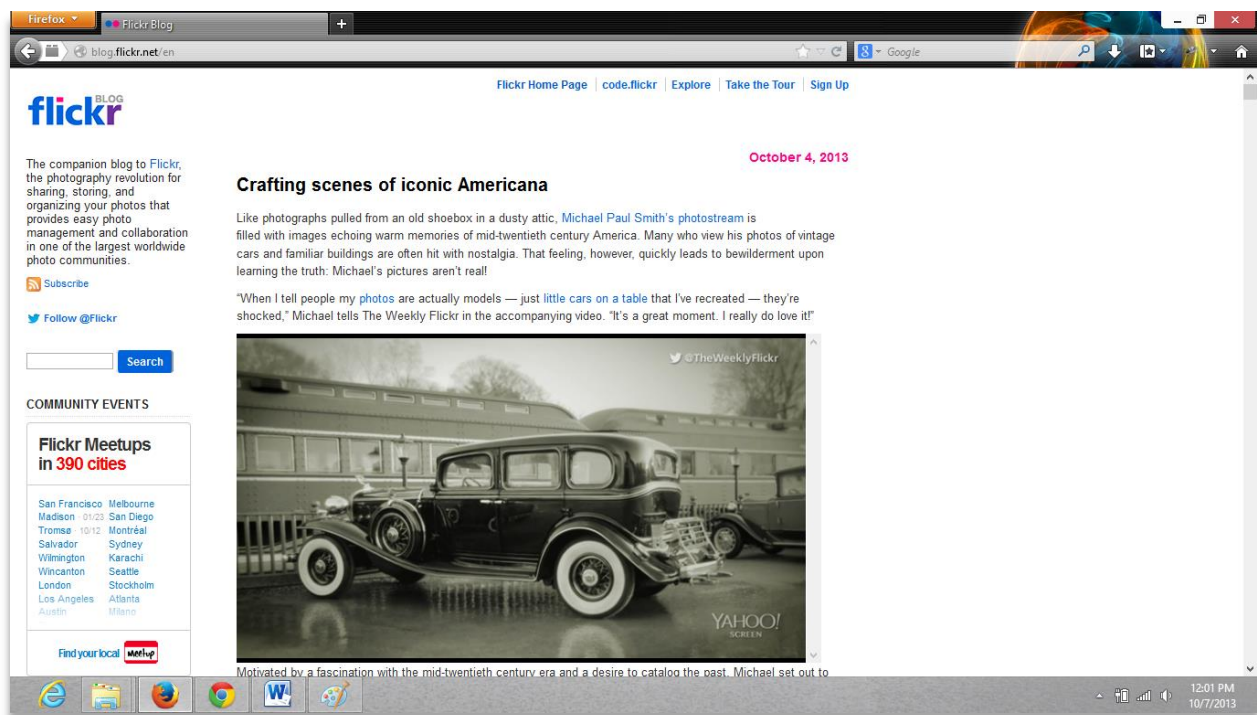 Firefox
Flickr Blog
blog.flickr.net/en
Google
flickr BLOG
Flickr Home Page
code.flickr
Explore
Take the Tour
Sign Up
The companion blog to Flickr,
the photography revolution for
sharing, storing, and
organizing your photos that
provides easy photo
management and collaboration
in one of the largest worldwide
photo communities.
Subscribe
Follow @Flickr
Search
COMMUNITY EVENTS
Flickr Meetups
in 390 cities
San Francisco Melbourne
Madison - 01/23 San Diego
Tromsø - 10/12 Montréal
Salvador Sydney
Wilmington Karachi
Wincanton Seattle
London Stockholm
Los Angeles Atlanta
Austin Milano
Find your local Meetup
October 4, 2013
Crafting scenes of iconic Americana
Like photographs pulled from an old shoebox in a dusty attic, Michael Paul Smith's photostream is
filled with images echoing warm memories of mid-twentieth century America. Many who view his photos of vintage
cars and familiar buildings are often hit with nostalgia. That feeling, however, quickly leads to bewilderment upon
learning the truth: Michael's pictures aren't real!
“When I tell people my photos are actually models — just little cars on a table that I've recreated — they're
shocked,” Michael tells The Weekly Flickr in the accompanying video. “It's a great moment. I really do love it!”
@TheWeeklyFlickr
YAHOO!
SCREEN
Motivated by a fascination with the mid-twentieth century era and a desire to catalog the past, Michael set out to
12:01 PM
10/7/2013